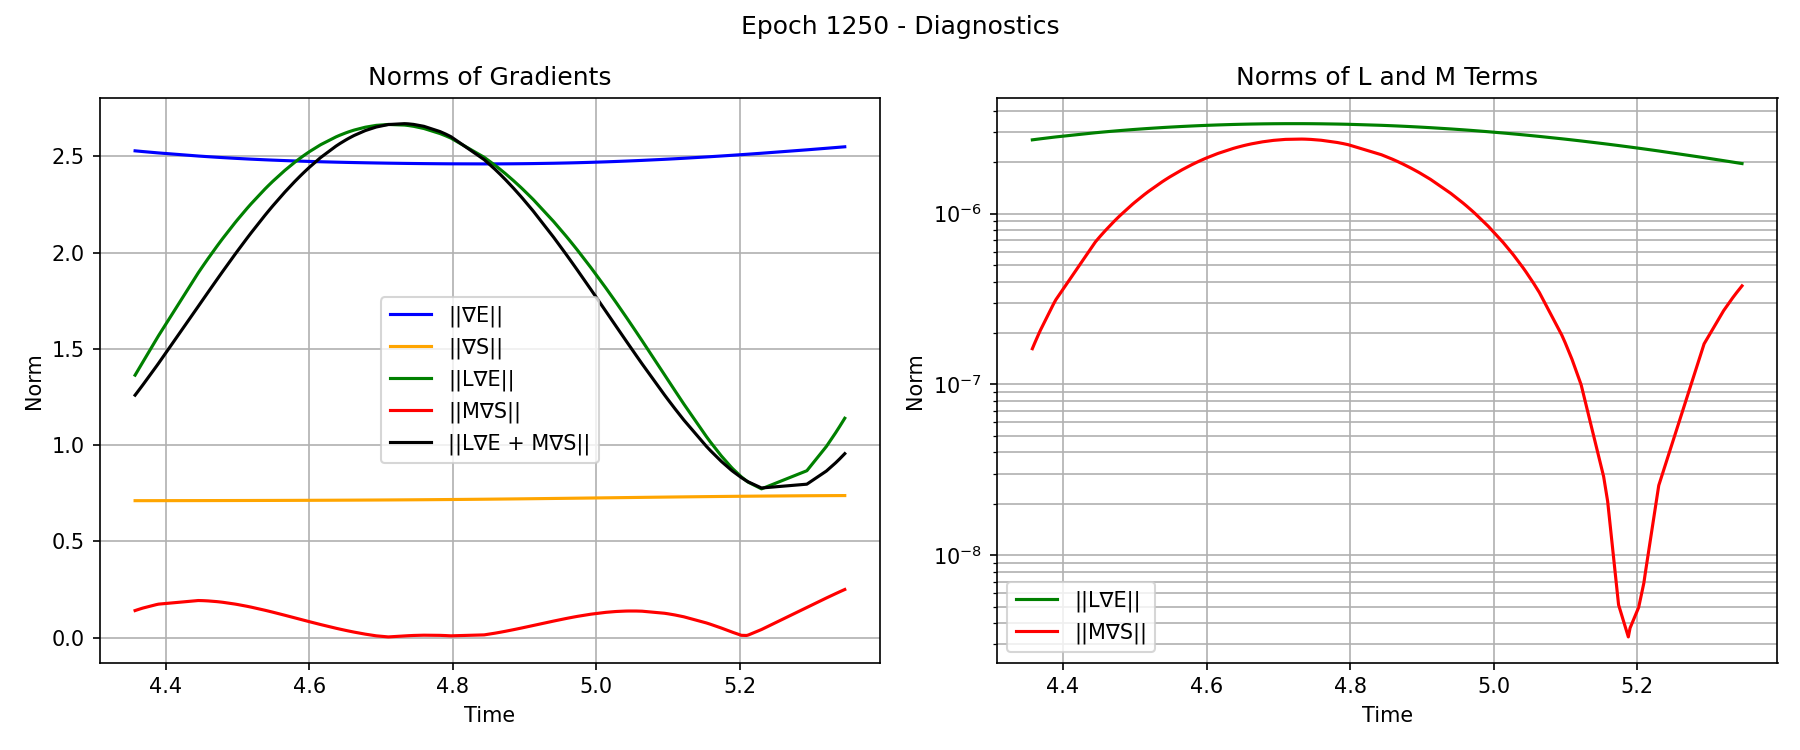 Epoch 1250 - Diagnostics
Norms of Gradients
Norm
2.5
2.0
1.5
1.0
0.5
0.0
||∇E||
||∇S||
||L∇E||
||M∇S||
||L∇E + M∇S||
4.4 4.6 4.8 5.0 5.2
Time
Norms of L and M Terms
Norm
10⁻⁶
10⁻⁷
10⁻⁸
||L∇E||
||M∇S||
4.4 4.6 4.8 5.0 5.2
Time